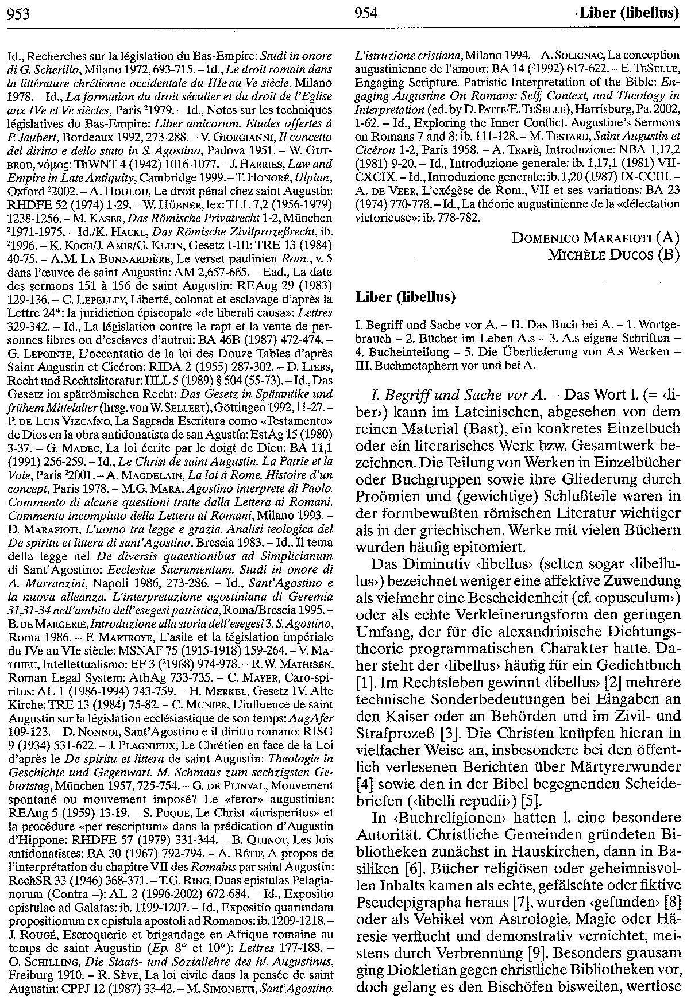 953
954
Liber (libellus)
Id., Recherches sur la législation du Bas-Empire: Studi in onore
di G. Scherillo, Milano 1972, 693-715. – Id., Le droit romain dans
la littérature chrétienne occidentale du IIIe au Ve siècle, Milano
1978. – Id., La formation du droit séculier et du droit de l'Eglise
aux IVe et Ve siècles, Paris ²1979. – Id., Notes sur les techniques
législatives du Bas-Empire: Liber amicorum. Etudes offertes à
P. Jaubert, Bordeaux 1992, 273-288. – V. GIORGIANNI, Il concetto
del diritto e dello stato in S. Agostino, Padova 1951. – W. GUT-
BROD, νόμος: ThWNT 4 (1942) 1016-1077. – J. HARRIES, Law and
Empire in Late Antiquity, Cambridge 1999. – T. HONORÉ, Ulpian,
Oxford ²2002. – A. HOULOU, Le droit pénal chez saint Augustin:
RHDFE 52 (1974) 1-29. – W. HÜBNER, lex: TLL 7,2 (1956-1979)
1238-1256. – M. KASER, Das Römische Privatrecht 1-2, München
²1971-1975. – Id./K. HACKL, Das Römische Zivilprozeßrecht, ib.
²1996. – K. KOCH/J. AMIR/G. KLEIN, Gesetz I-III: TRE 13 (1984)
40-75. – A.M. LA BONNARDIÈRE, Le verset paulinien Rom., v. 5
dans l'œuvre de saint Augustin: AM 2,657-665. – Ead., La date
des sermons 151 à 156 de saint Augustin: REAug 29 (1983)
129-136. – C. LEPELLEY, Liberté, colonat et esclavage d'après la
Lettre 24*: la juridiction épiscopale «de liberali causa»: Lettres
329-342. – Id., La législation contre le rapt et la vente de per-
sonnes libres ou d'esclaves d'autrui: BA 46B (1987) 472-474. –
G. LEPOINTE, L'occentatio de la loi des Douze Tables d'après
Saint Augustin et Cicéron: RIDA 2 (1955) 287-302. – D. LIEBS,
Recht und Rechtsliteratur: HLL 5 (1989) § 504 (55-73). – Id., Das
Gesetz im spätrömischen Recht: Das Gesetz in Spätantike und
frühem Mittelalter (hrsg. von W. SELLERT), Göttingen 1992, 11-27. –
P. DE LUIS VIZCAÍNO, La Sagrada Escritura como «Testamento»
de Dios en la obra antidonatista de san Agustín: EstAg 15 (1980)
3-37. – G. MADEC, La loi écrite par le doigt de Dieu: BA 11,1
(1991) 256-259. – Id., Le Christ de saint Augustin. La Patrie et la
Voie, Paris ²2001. – A. MAGDELAIN, La loi à Rome. Histoire d'un
concept, Paris 1978. – M.G. MARA, Agostino interprete di Paolo.
Commento di alcune questioni tratte dalla Lettera ai Romani.
Commento incompiuto della Lettera ai Romani, Milano 1993. –
D. MARAFIOTI, L'uomo tra legge e grazia. Analisi teologica del
De spiritu et littera di sant'Agostino, Brescia 1983. – Id., Il tema
della legge nel De diversis quaestionibus ad Simplicianum
di Sant'Agostino: Ecclesiae Sacramentum. Studi in onore di
A. Marranzini, Napoli 1986, 273-286. – Id., Sant'Agostino e
la nuova alleanza. L'interpretazione agostiniana di Geremia
31,31-34 nell'ambito dell'esegesi patristica, Roma/Brescia 1995. –
B. DE MARGERIE, Introduzione alla storia dell'esegesi 3. S. Agostino,
Roma 1986. – F. MARTROYE, L'asile et la législation impériale
du IVe au VIe siècle: MSNAF 75 (1915-1918) 159-264. – V. MA-
THIEU, Intellettualismo: EF 3 (²1968) 974-978. – R.W. MATHISEN,
Roman Legal System: AthAg 733-735. – C. MAYER, Caro-spi-
ritus: AL 1 (1986-1994) 743-759. – H. MERKEL, Gesetz IV. Alte
Kirche: TRE 13 (1984) 75-82. – C. MUNIER, L'influence de saint
Augustin sur la législation ecclésiastique de son temps: AugAfer
109-123. – D. NONNOI, Sant'Agostino e il diritto romano: RISG
9 (1934) 531-622. – J. PLAGNIEUX, Le Chrétien en face de la Loi
d'après le De spiritu et littera de saint Augustin: Theologie in
Geschichte und Gegenwart. M. Schmaus zum sechzigsten Ge-
burtstag, München 1957, 725-754. – G. DE PLINVAL, Mouvement
spontané ou mouvement imposé? Le «feror» augustinien:
REAug 5 (1959) 13-19. – S. POQUE, Le Christ «iurisperitus» et
la procédure «per rescriptum» dans la prédication d'Augustin
d'Hippone: RHDFE 57 (1979) 331-344. – B. QUINOT, Les lois
antidonatistes: BA 30 (1967) 792-794. – A. RÉTIF, A propos de
l'interprétation du chapitre VII des Romains par saint Augustin:
RechSR 33 (1946) 368-371. – T.G. RING, Duas epistulas Pelagia-
norum (Contra –): AL 2 (1996-2002) 672-684. – Id., Expositio
epistulae ad Galatas: ib. 1199-1207. – Id., Expositio quarundam
propositionum ex epistula apostoli ad Romanos: ib. 1209-1218. –
J. ROUGÉ, Escroquerie et brigandage en Afrique romaine au
temps de saint Augustin (Ep. 8* et 10*): Lettres 177-188. –
O. SCHILLING, Die Staats- und Soziallehre des hl. Augustinus,
Freiburg 1910. – R. SÈVE, La loi civile dans la pensée de saint
Augustin: CPPJ 12 (1987) 33-42. – M. SIMONETTI, Sant'Agostino.
L'istruzione cristiana, Milano 1994. – A. SOLIGNAC, La conception
augustinienne de l'amour: BA 14 (²1992) 617-622. – E. TESELLE,
Engaging Scripture. Patristic Interpretation of the Bible: En-
gaging Augustine On Romans: Self, Context, and Theology in
Interpretation (ed. by D. PATTE/E. TESELLE), Harrisburg, Pa. 2002,
1-62. – Id., Exploring the Inner Conflict. Augustine's Sermons
on Romans 7 and 8: ib. 111-128. – M. TESTARD, Saint Augustin et
Cicéron 1-2, Paris 1958. – A. TRAPÈ, Introduzione: NBA 1,17,2
(1981) 9-20. – Id., Introduzione generale: ib. 1,17,1 (1981) VII-
CXCIX. – Id., Introduzione generale: ib. 1,20 (1987) IX-CCIII. –
A. DE VEER, L'exégèse de Rom., VII et ses variations: BA 23
(1974) 770-778. – Id., La théorie augustinienne de la «délectation
victorieuse»: ib. 778-782.
DOMENICO MARAFIOTI (A)
MICHÈLE DUCOS (B)
Liber (libellus)
I. Begriff und Sache vor A. – II. Das Buch bei A. – 1. Wortge-
brauch – 2. Bücher im Leben A.s – 3. A.s eigene Schriften –
4. Bucheinteilung – 5. Die Überlieferung von A.s Werken –
III. Buchmetaphern vor und bei A.
I. Begriff und Sache vor A. – Das Wort l. (= ‹li-
ber›) kann im Lateinischen, abgesehen von dem
reinen Material (Bast), ein konkretes Einzelbuch
oder ein literarisches Werk bzw. Gesamtwerk be-
zeichnen. Die Teilung von Werken in Einzelbücher
oder Buchgruppen sowie ihre Gliederung durch
Proömien und (gewichtige) Schlußteile waren in
der formbewußten römischen Literatur wichtiger
als in der griechischen. Werke mit vielen Büchern
wurden häufig epitomiert.
Das Diminutiv ‹libellus› (selten sogar ‹libellu-
lus›) bezeichnet weniger eine affektive Zuwendung
als vielmehr eine Bescheidenheit (cf. ‹opusculum›)
oder als echte Verkleinerungsform den geringen
Umfang, der für die alexandrinische Dichtungs-
theorie programmatischen Charakter hatte. Da-
her steht der ‹libellus› häufig für ein Gedichtbuch
[1]. Im Rechtsleben gewinnt ‹libellus› [2] mehrere
technische Sonderbedeutungen bei Eingaben an
den Kaiser oder an Behörden und im Zivil- und
Strafprozeß [3]. Die Christen knüpfen hieran in
vielfacher Weise an, insbesondere bei den öffent-
lich verlesenen Berichten über Märtyrerwunder
[4] sowie den in der Bibel begegnenden Scheide-
briefen (‹libelli repudii›) [5].
In ‹Buchreligionen› hatten l. eine besondere
Autorität. Christliche Gemeinden gründeten Bi-
bliotheken zunächst in Hauskirchen, dann in Ba-
siliken [6]. Bücher religiösen oder geheimnisvol-
len Inhalts kamen als echte, gefälschte oder fiktive
Pseudepigrapha heraus [7], wurden ‹gefunden› [8]
oder als Vehikel von Astrologie, Magie oder Hä-
resie verflucht und demonstrativ vernichtet, mei-
stens durch Verbrennung [9]. Besonders grausam
ging Diokletian gegen christliche Bibliotheken vor,
doch gelang es den Bischöfen bisweilen, wertlose